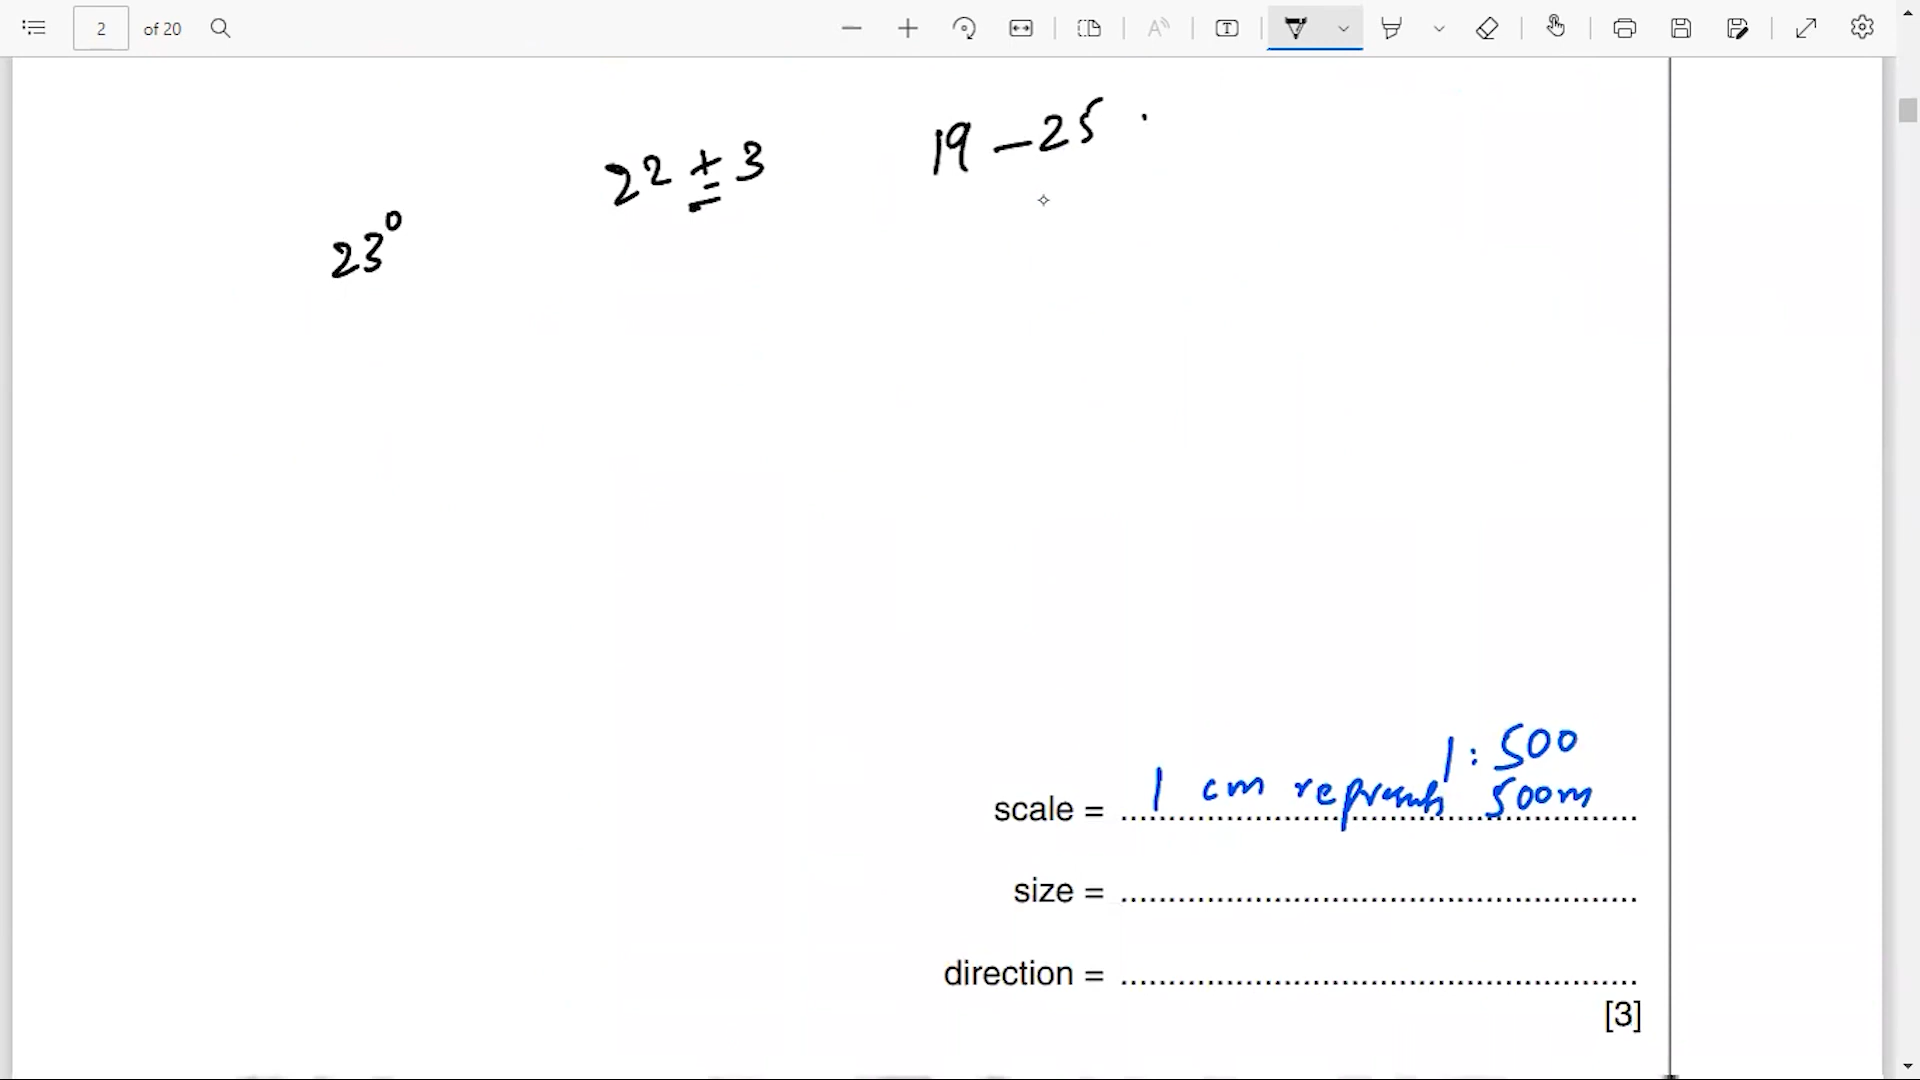 2 of 20
19 - 25 .
22 ± 3
23°
1 : 500
scale = 1 cm represents 500m
size =
direction =
[3]